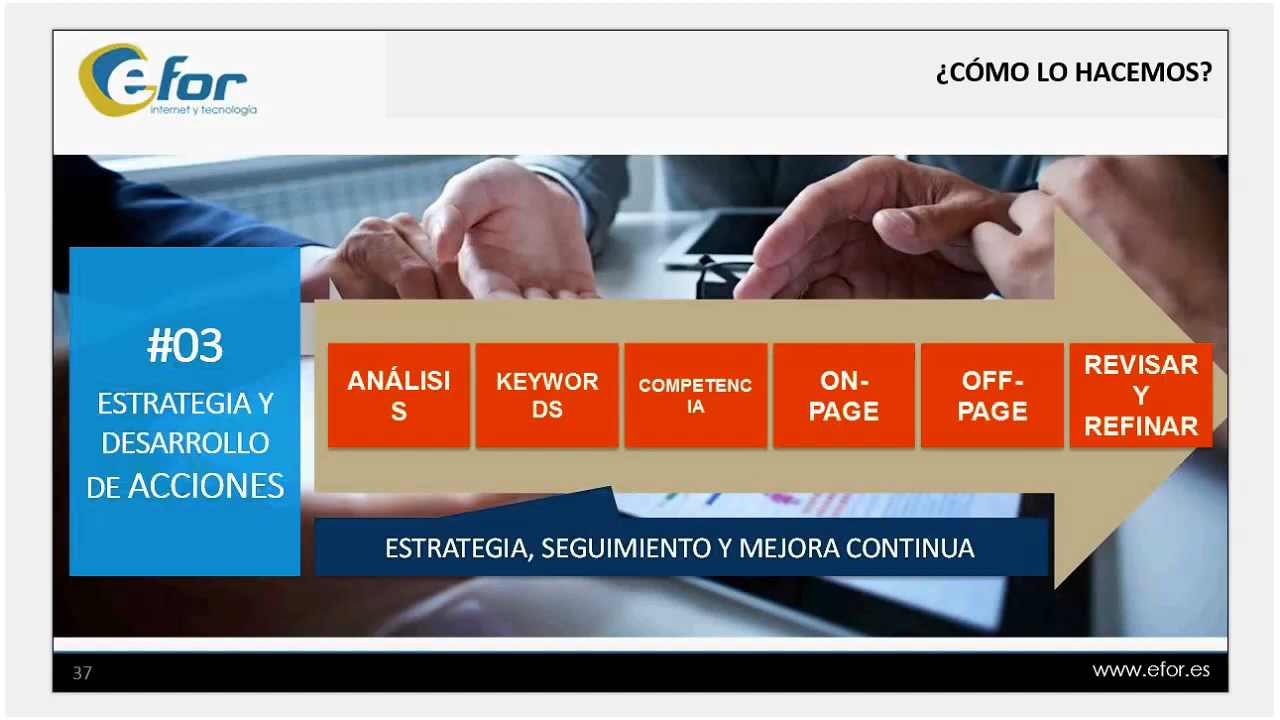 efor
internet y tecnología
¿CÓMO LO HACEMOS?
#03
ESTRATEGIA Y
DESARROLLO
DE ACCIONES
ANÁLISI
S
KEYWOR
DS
COMPETENC
IA
ON-
PAGE
OFF-
PAGE
REVISAR
Y
REFINAR
ESTRATEGIA, SEGUIMIENTO Y MEJORA CONTINUA
37
www.efor.es